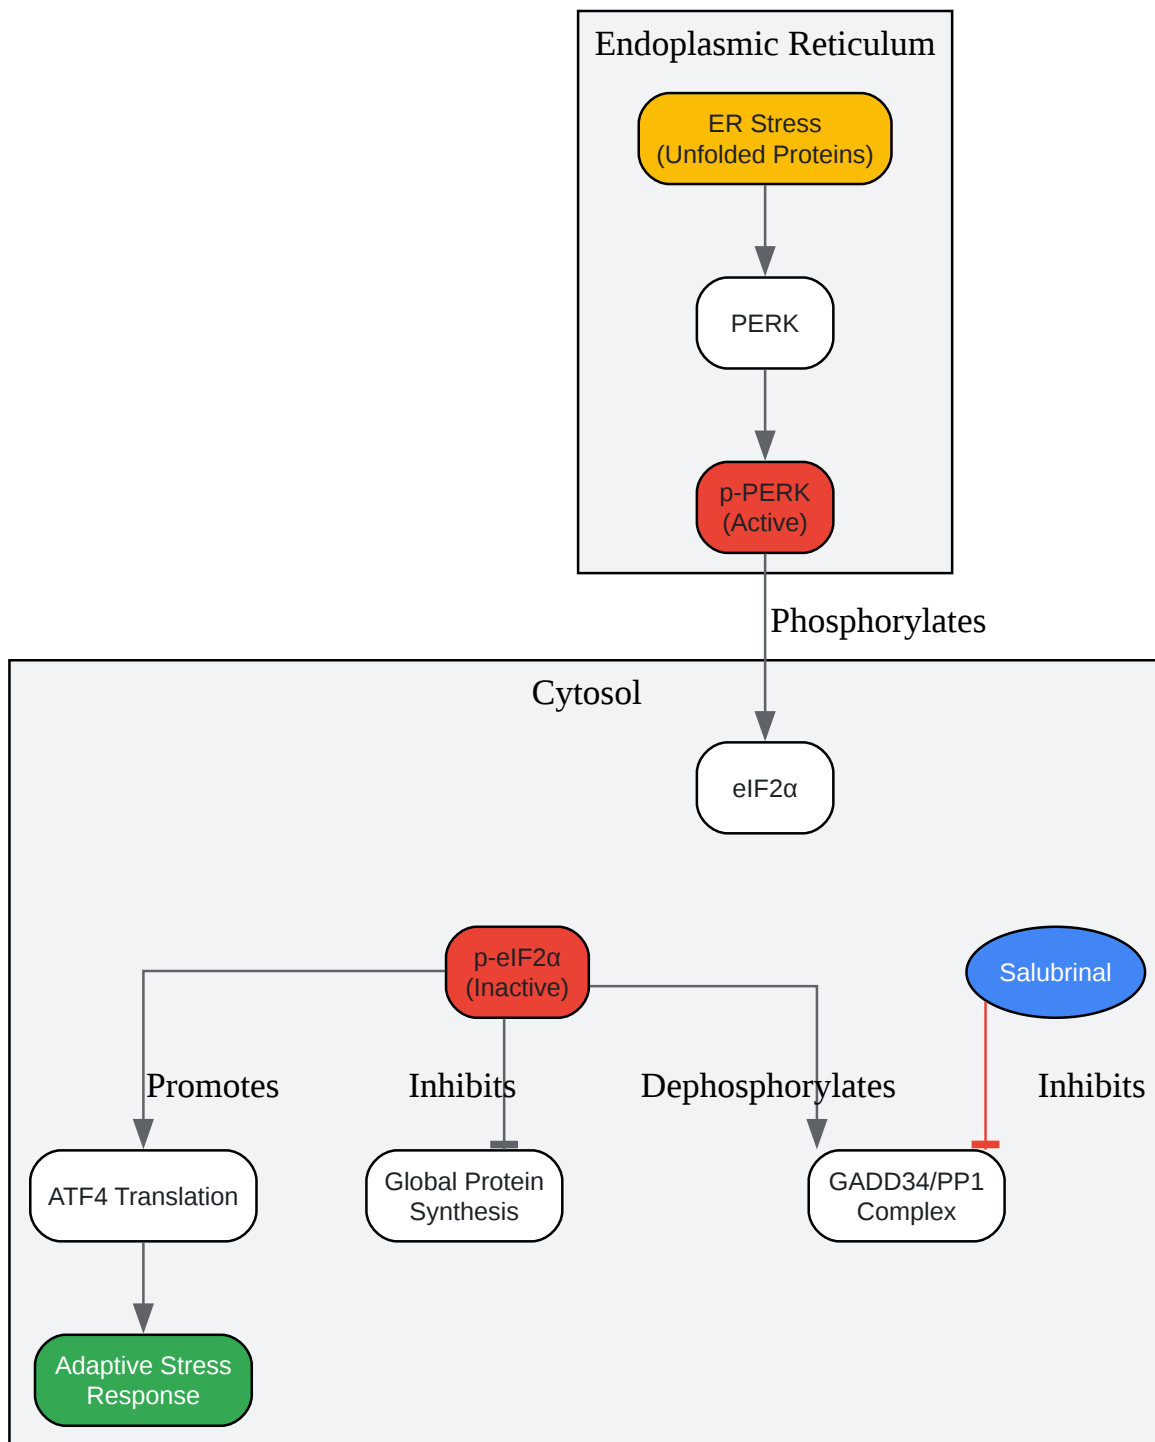 Endoplasmic Reticulum
ER Stress
(Unfolded Proteins)
PERK
p-PERK
(Active)
Phosphorylates
Cytosol
eIF2α
p-eIF2α
(Inactive)
Salubrinal
Promotes
Inhibits
Dephosphorylates
Inhibits
ATF4 Translation
Global Protein
Synthesis
GADD34/PP1
Complex
Adaptive Stress
Response